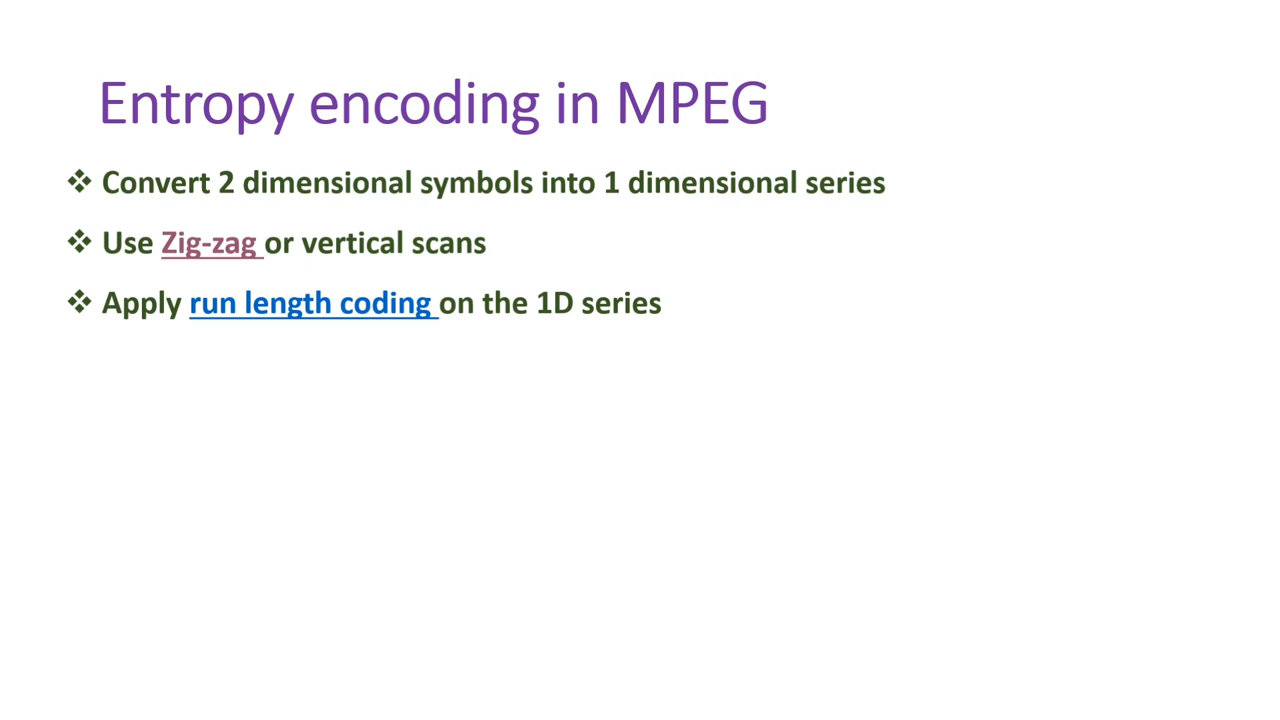 Entropy encoding in MPEG
❖ Convert 2 dimensional symbols into 1 dimensional series
❖ Use Zig-zag or vertical scans
❖ Apply run length coding on the 1D series